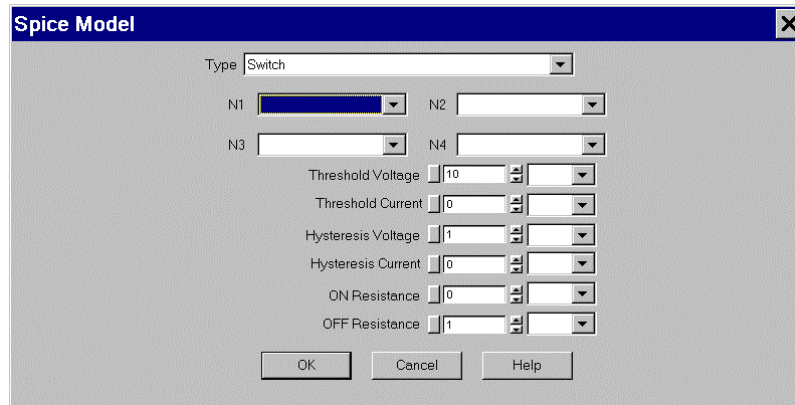 Spice Model
Type Switch
N1 N2
N3 N4
Threshold Voltage 10
Threshold Current 0
Hysteresis Voltage 1
Hysteresis Current 0
ON Resistance 0
OFF Resistance 1
OK Cancel Help